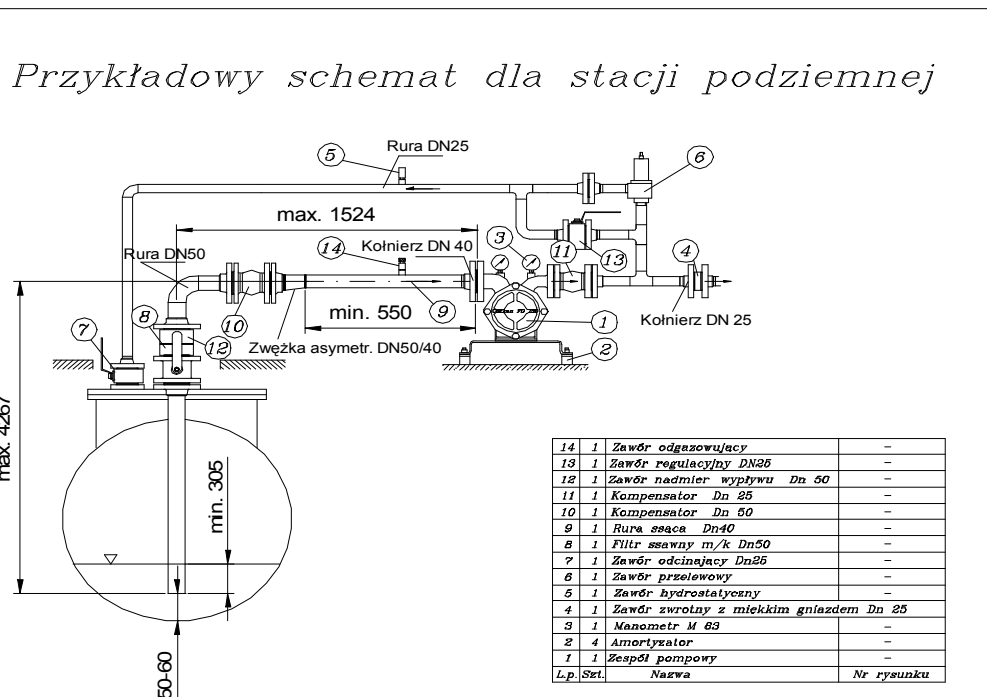 Przykładowy schemat dla stacji podziemnej
5
Rura DN25
6
max. 1524
Rura DN50
14
Kołnierz DN 40
3
11
13
4
10
min. 550
9
1
Kołnierz DN 25
7
8
12
Zwężka asymetr. DN50/40
2
max. 4267
min. 305
50-60
14 1 Zawór odgazowujący –
13 1 Zawór regulacyjny DN25 –
12 1 Zawór nadmier wypływu Dn 50 –
11 1 Kompensator Dn 25 –
10 1 Kompensator Dn 50 –
9 1 Rura ssąca Dn40 –
8 1 Filtr ssawny m/k Dn50 –
7 1 Zawór odcinający Dn25 –
6 1 Zawór przelewowy –
5 1 Zawór hydrostatyczny –
4 1 Zawór zwrotny z miękkim gniazdem Dn 25
3 1 Manometr M 63 –
2 4 Amortyzator –
1 1 Zespół pompowy –
L.p. Szt. Nazwa Nr rysunku